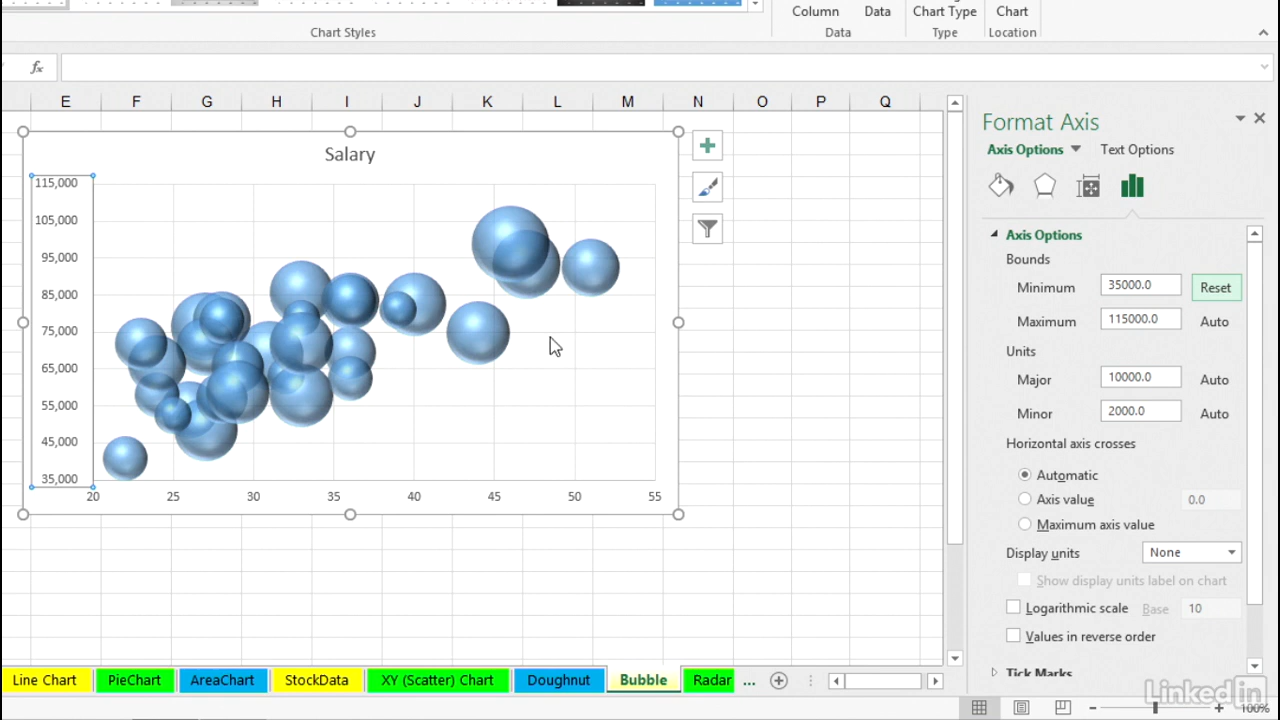 Column Data Chart Type Chart
Chart Styles Data Type Location
fx
E F G H I J K L M N O P Q
Format Axis
Axis Options Text Options
Salary
115,000
105,000
95,000
85,000
75,000
65,000
55,000
45,000
35,000
20 25 30 35 40 45 50 55
Axis Options
Bounds
Minimum 35000.0 Reset
Maximum 115000.0 Auto
Units
Major 10000.0 Auto
Minor 2000.0 Auto
Horizontal axis crosses
Automatic
Axis value 0.0
Maximum axis value
Display units None
Show display units label on chart
Logarithmic scale Base 10
Values in reverse order
Tick Marks
Line Chart PieChart AreaChart StockData XY (Scatter) Chart Doughnut Bubble Radar ...
LinkedIn
100%